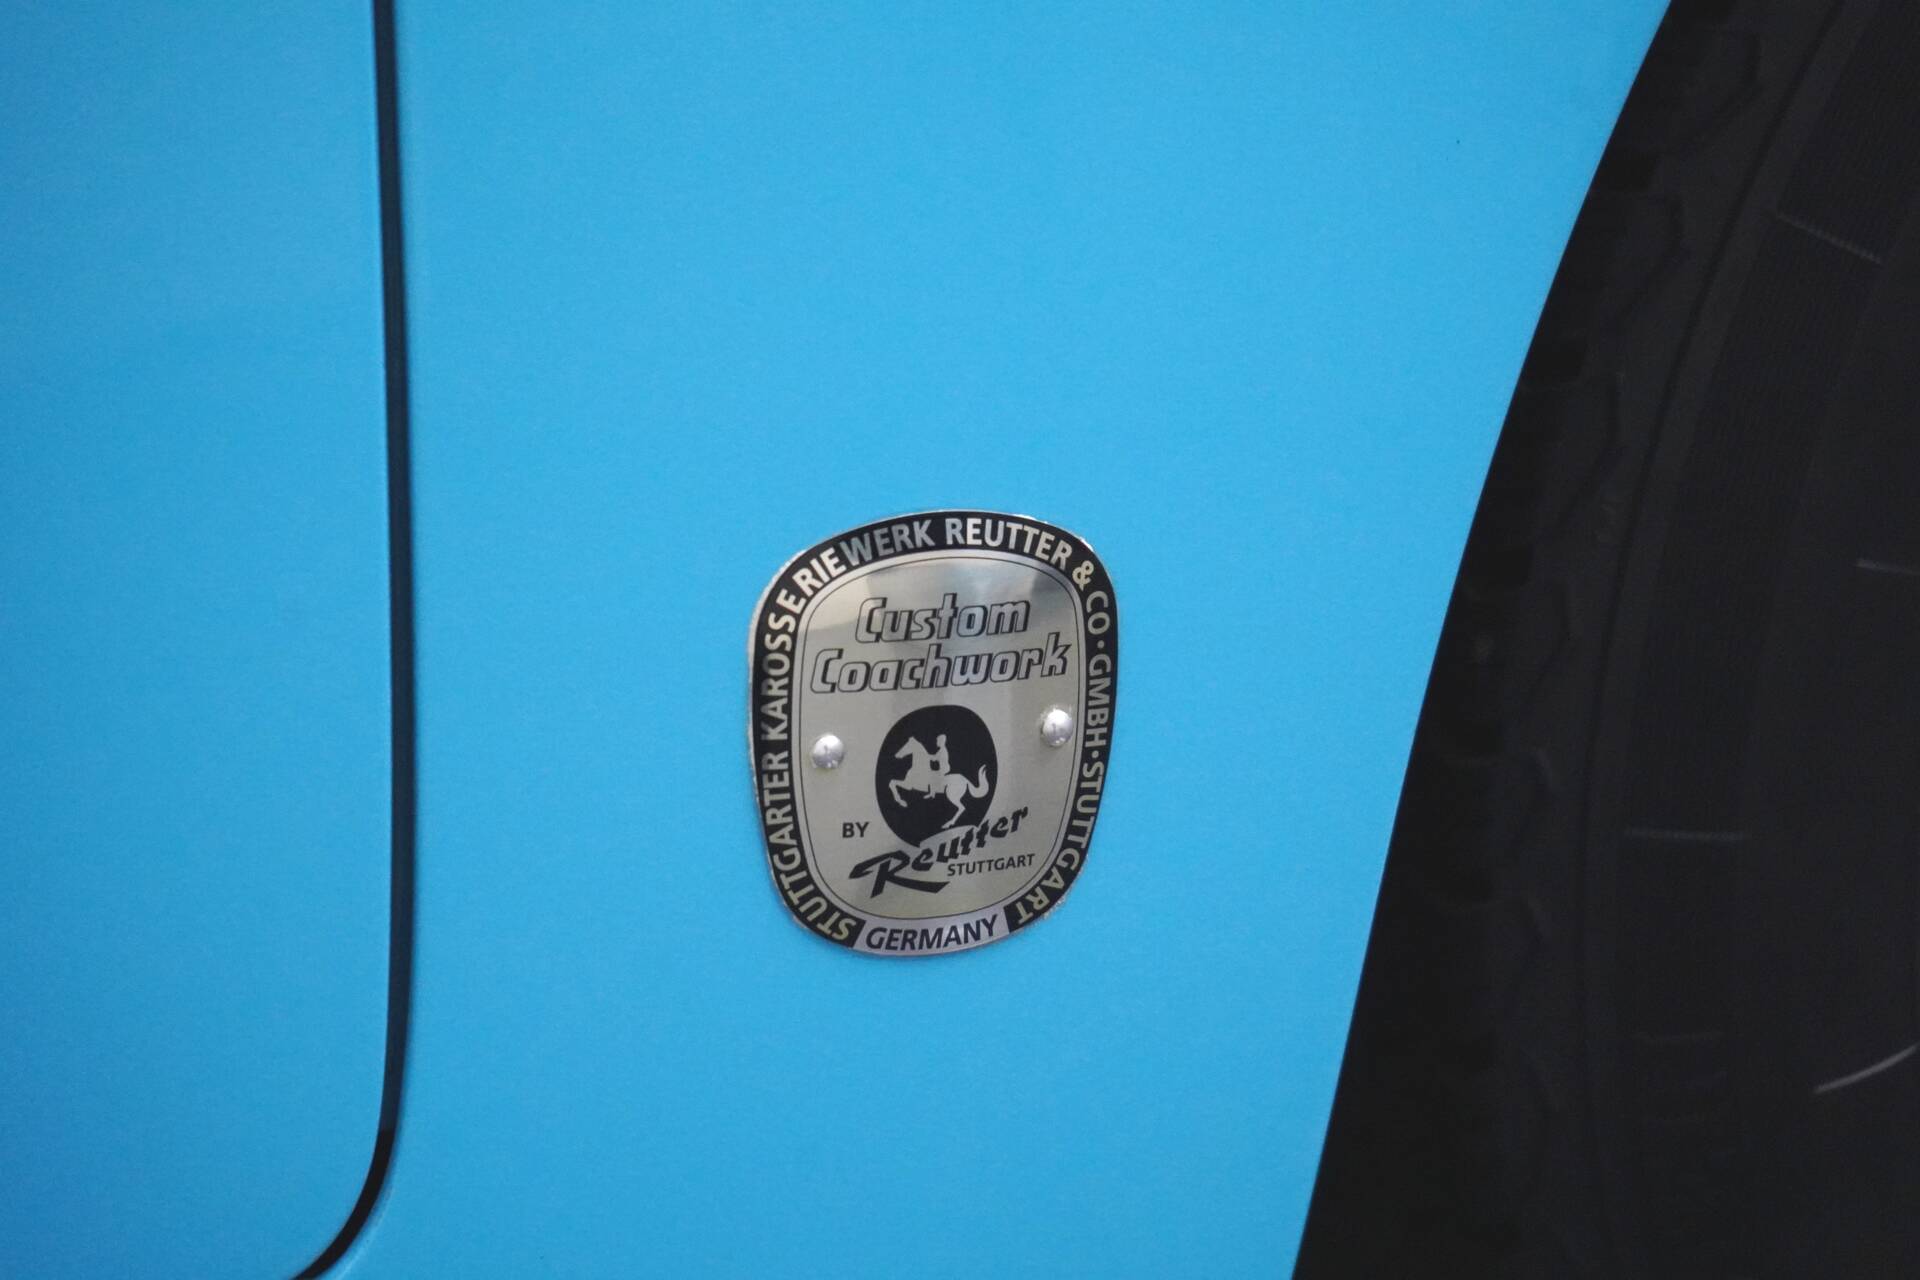 STUTTGARTER KAROSSERIEWERK REUTTER & CO · GMBH · STUTTGART
Custom
Coachwork
BY
Reutter
STUTTGART
GERMANY